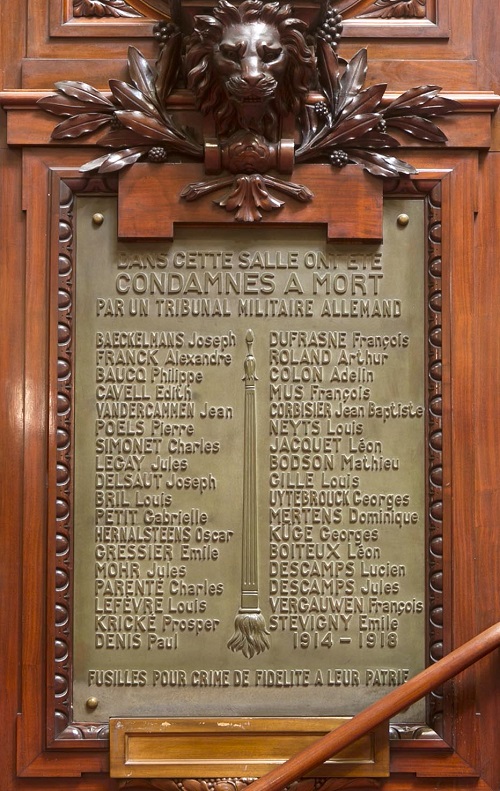 DANS CETTE SALLE ONT ÉTÉ
CONDAMNES A MORT
PAR UN TRIBUNAL MILITAIRE ALLEMAND
BAECKELMANS Joseph
FRANCK Alexandre
BAUCQ Philippe
CAVELL Edith
VANDERCAMMEN Jean
POELS Pierre
SIMONET Charles
LEGAY Jules
DELSAUT Joseph
BRIL Louis
PETIT Gabrielle
HERNALSTEENS Oscar
GRESSIER Emile
MOHR Jules
PARENTÉ Charles
LEFÈVRE Louis
KRICKÉ Prosper
DENIS Paul
DUFRASNE François
ROLAND Arthur
COLON Adelin
MUS François
CORBISIER Jean Baptiste
NEYTS Louis
JACQUET Léon
BODSON Mathieu
GILLE Louis
UYTEBROUCK Georges
MERTENS Dominique
KUGE Georges
BOITEUX Léon
DESCAMPS Lucien
DESCAMPS Jules
VERGAUWEN François
STEVIGNY Emile
1914 – 1918
FUSILLES POUR CRIME DE FIDELITE A LEUR PATRIE